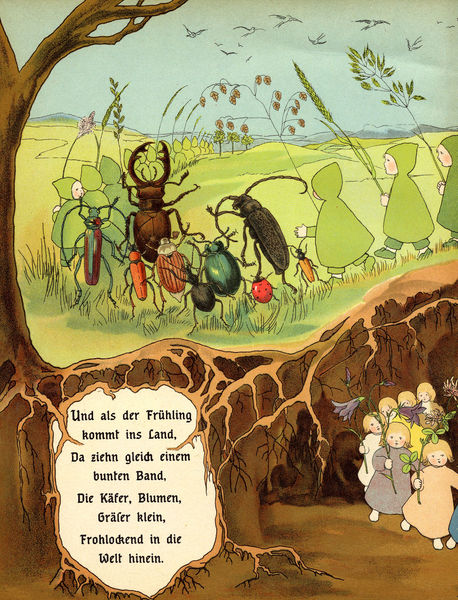 Und als der Frühling
kommt ins Land,
Da ziehn gleich einem
bunten Band,
Die Käfer, Blumen,
Gräser klein,
Frohlockend in die
Welt hinein.